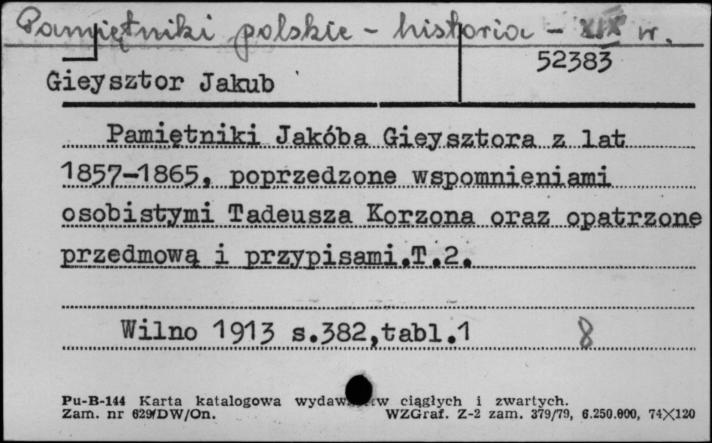 Pamiętniki polskie - historia - XIX w.
52383
Gieysztor Jakub
Pamiętniki Jakóba Gieysztora z lat
1857-1865, poprzedzone wspomnieniami
osobistymi Tadeusza Korzona oraz opatrzone
przedmową i przypisami.T.2.
Wilno 1913 s.382,tabl.1
8
Pu-B-144 Karta katalogowa ciągłych i zwartych.
Zam. nr 629/DW/On. WZGraf. Z-2 zam. 379/79, 6.250.000, 74×120